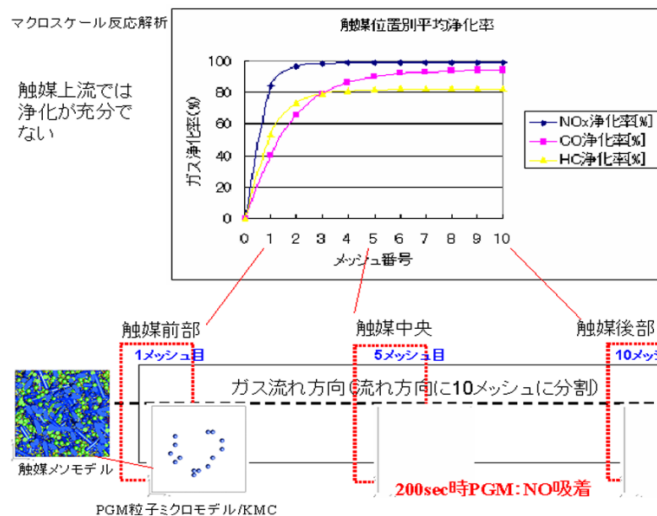 マクロスケール反応解析
触媒位置別平均浄化率
触媒上流では
浄化が充分で
ない
ガス浄化率(%)
100
80
60
40
20
0
0 1 2 3 4 5 6 7 8 9 10
メッシュ番号
NOx浄化率[%]
CO浄化率[%]
HC浄化率[%]
触媒前部
触媒中央
触媒後部
1メッシュ目
5メッシュ目
10メッシ
ガス流れ方向(流れ方向に10メッシュに分割)
触媒メソモデル
200sec時PGM:NO吸着
PGM粒子ミクロモデル/KMC